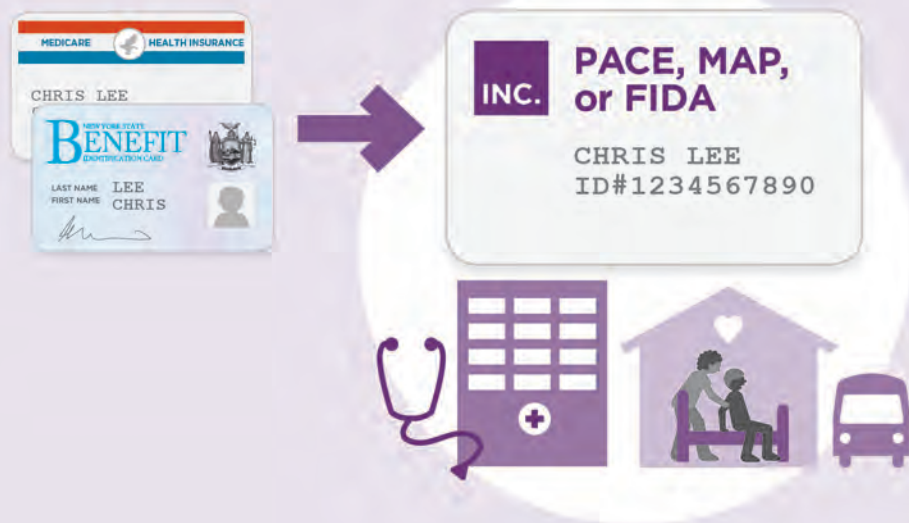 MEDICARE HEALTH INSURANCE
CHRIS LEE
NEW YORK STATE
BENEFIT
IDENTIFICATION CARD
LAST NAME LEE
FIRST NAME CHRIS
INC.
PACE, MAP,
or FIDA
CHRIS LEE
ID#1234567890